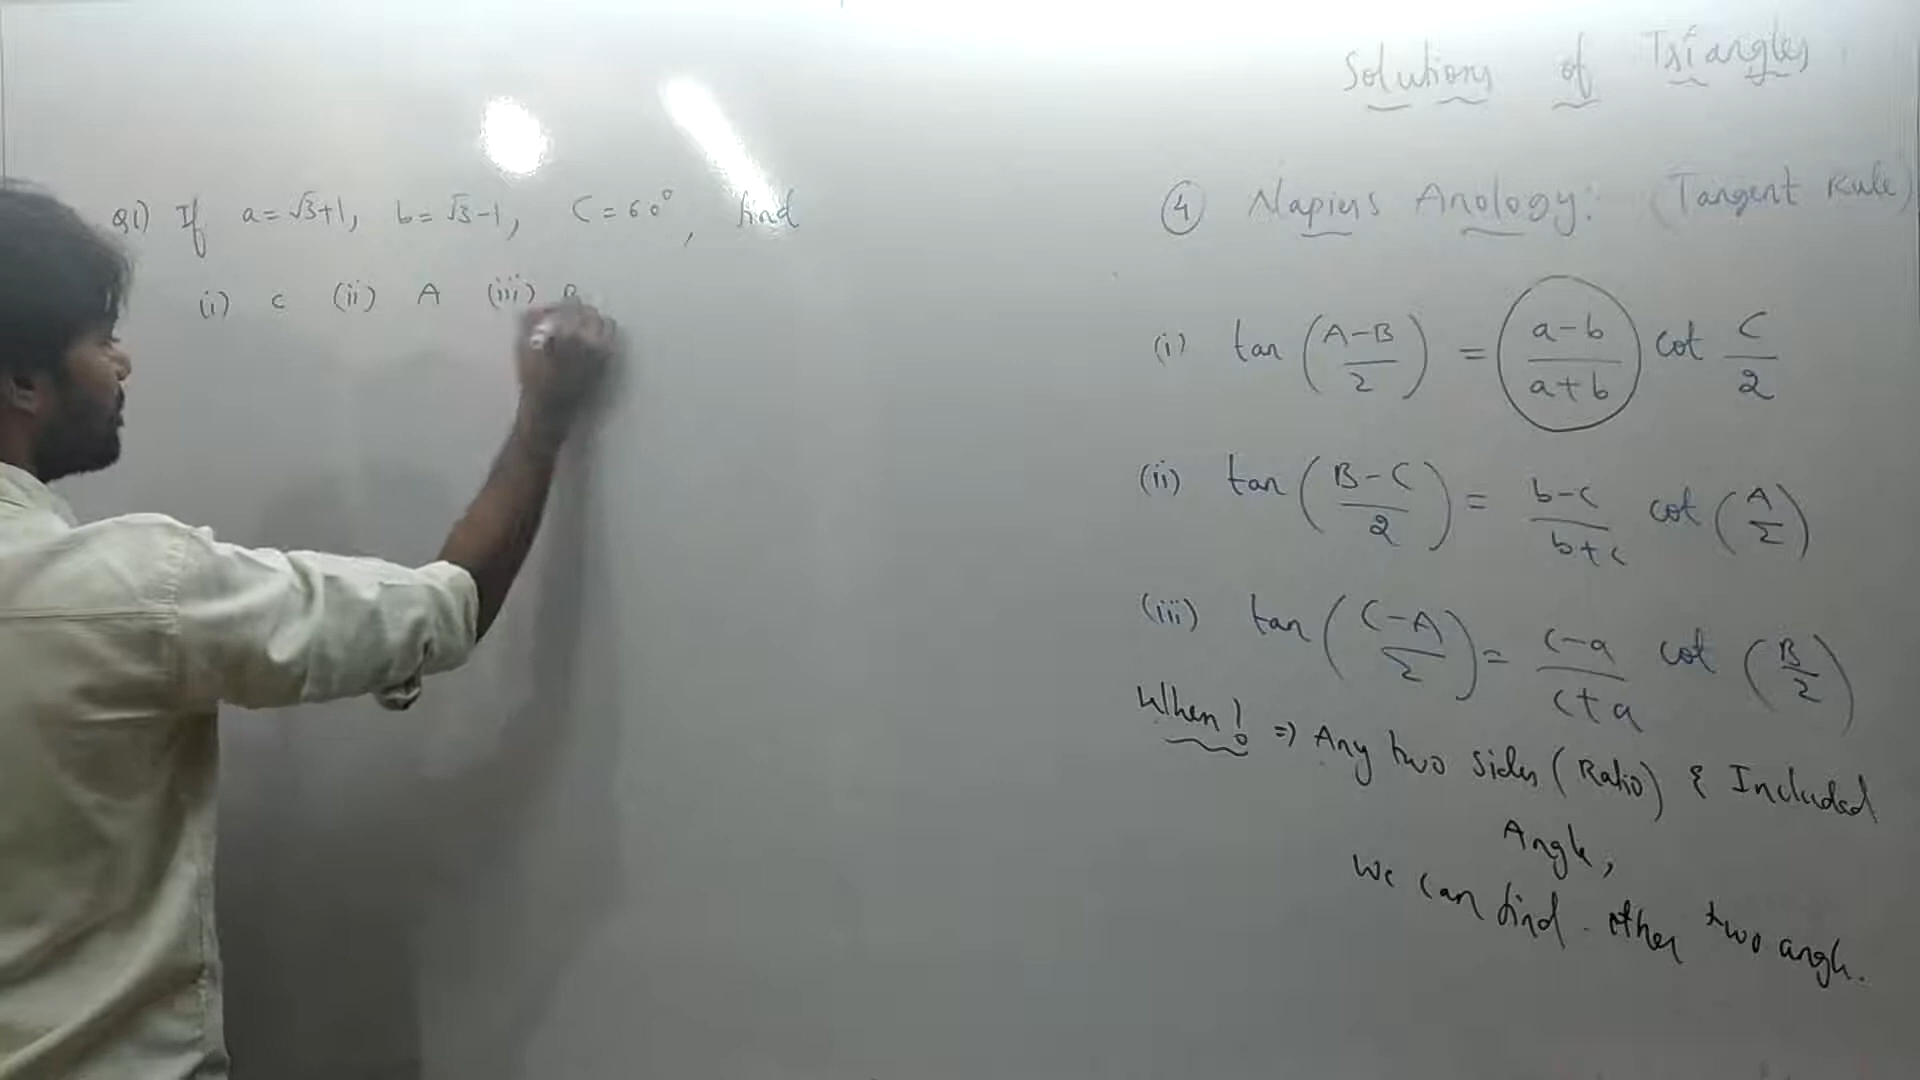 Solutions of Triangles
Q1) If a = √3+1, b = √3-1, C = 60°, find
(i) c (ii) A (iii) B
④ Napiers Anology: (Tangent Rule)
(i) tan((A-B)/2) = (a-b)/(a+b) cot C/2
(ii) tan((B-C)/2) = (b-c)/(b+c) cot(A/2)
(iii) tan((C-A)/2) = (c-a)/(c+a) cot(B/2)
When! ⇒ Any two sides (Ratio) & Included
Angle,
We can find other two angle.